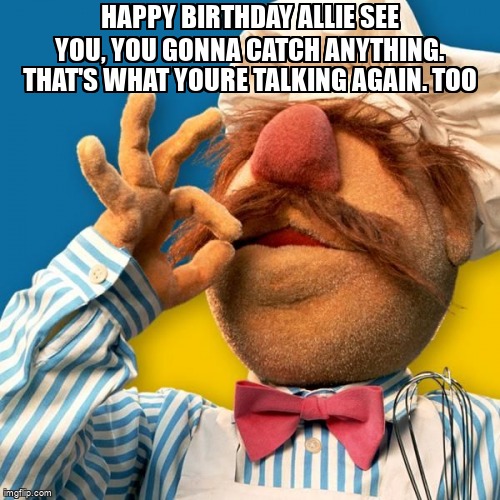 HAPPY BIRTHDAY ALLIE SEE
YOU, YOU GONNA CATCH ANYTHING.
THAT'S WHAT YOURE TALKING AGAIN. TOO
imgflip.com